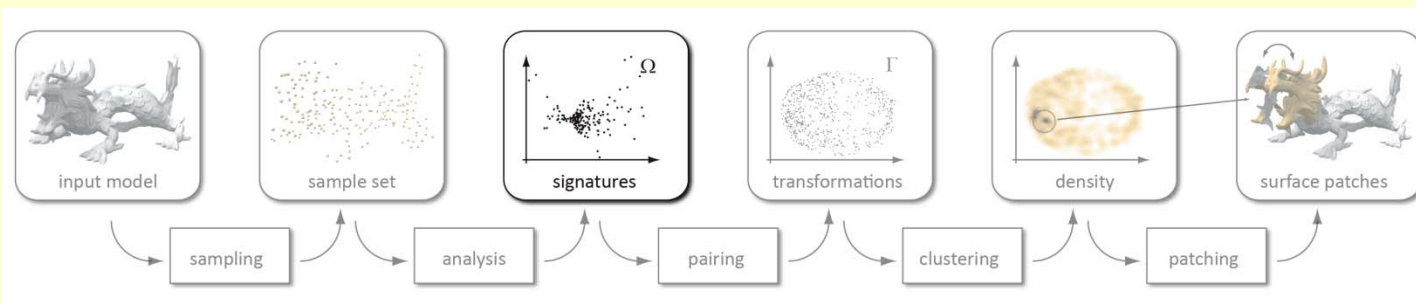 Ω
Γ
input model
sample set
signatures
transformations
density
surface patches
sampling
analysis
pairing
clustering
patching